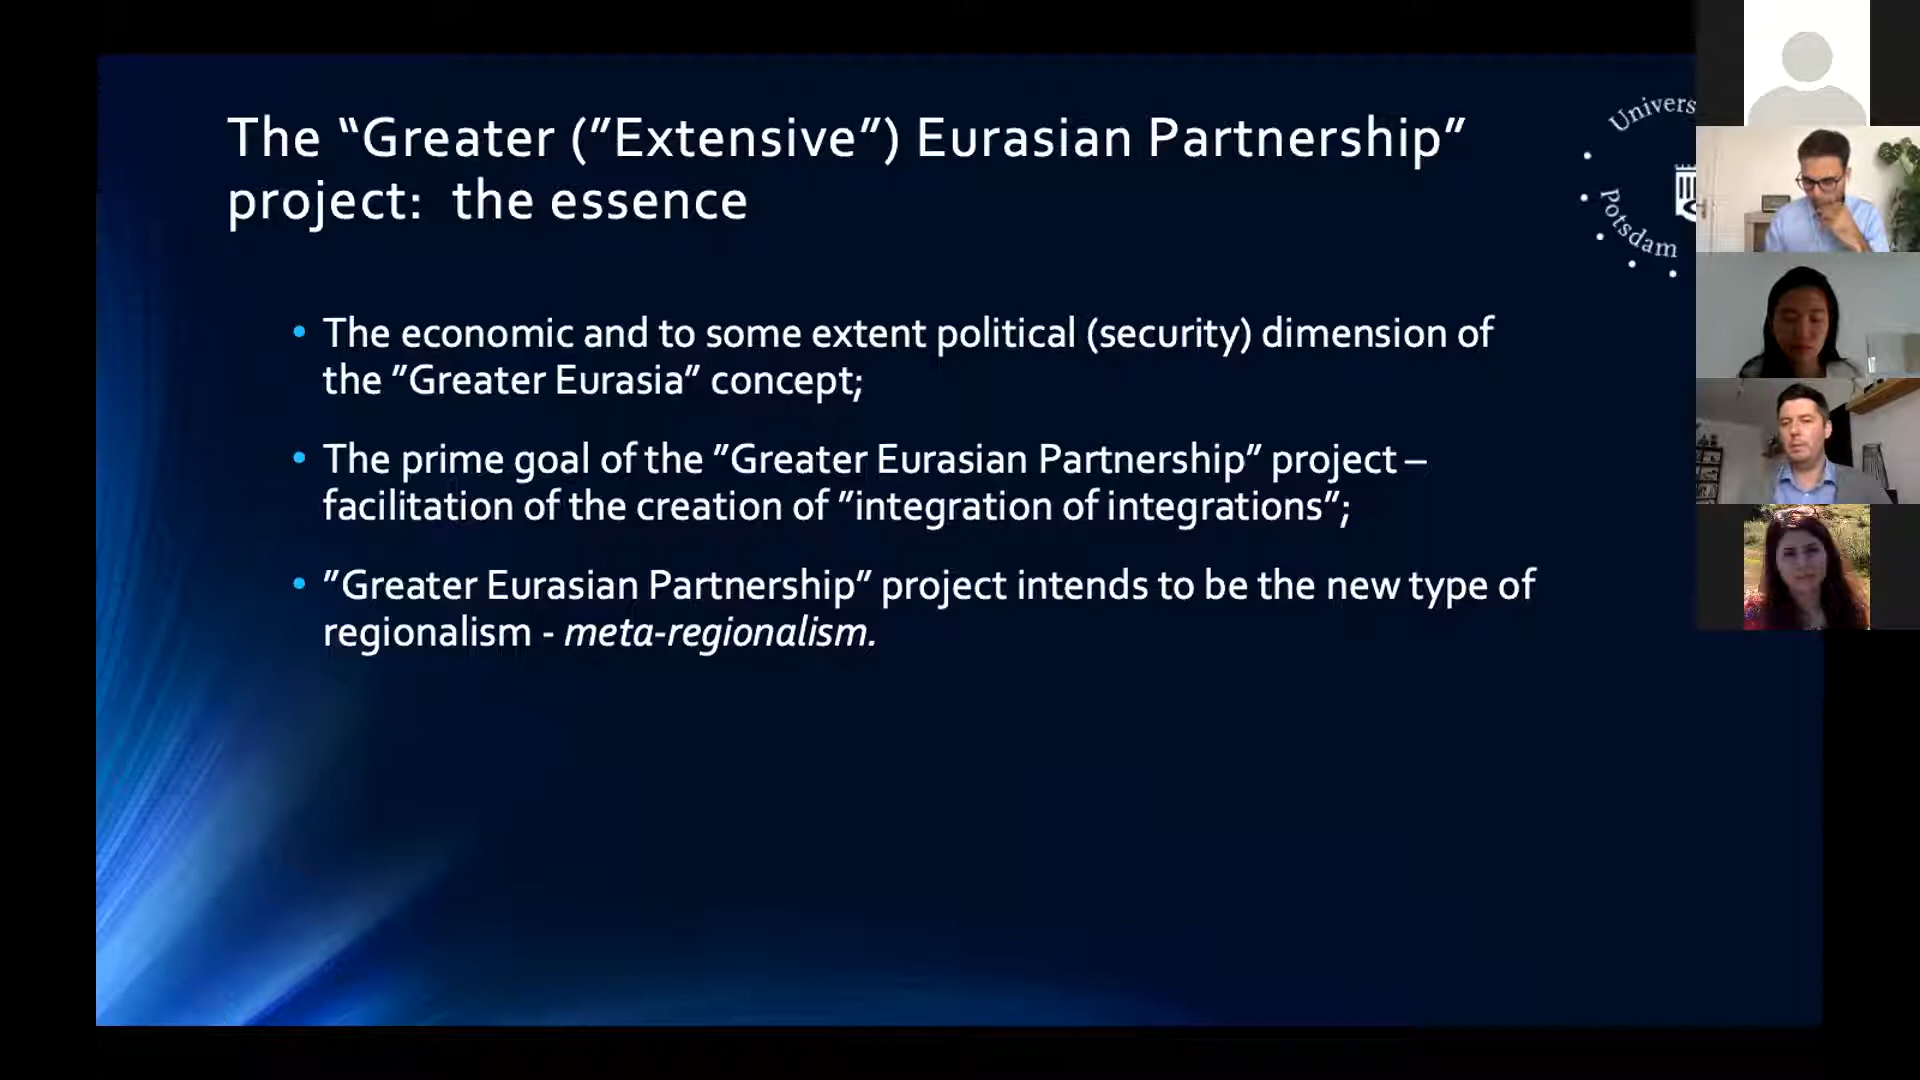 The “Greater (”Extensive”) Eurasian Partnership”
project:  the essence
Potsdam
• The economic and to some extent political (security) dimension of
the ”Greater Eurasia” concept;
• The prime goal of the ”Greater Eurasian Partnership” project –
facilitation of the creation of ”integration of integrations”;
• ”Greater Eurasian Partnership” project intends to be the new type of
regionalism - meta-regionalism.